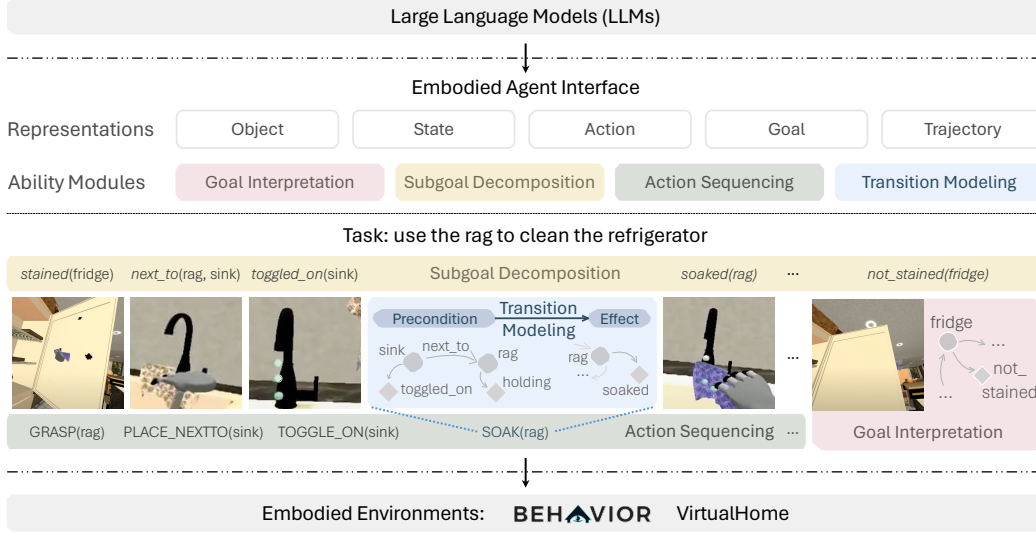 Large Language Models (LLMs)
Embodied Agent Interface
Representations Object State Action Goal Trajectory
Ability Modules Goal Interpretation Subgoal Decomposition Action Sequencing Transition Modeling
Task: use the rag to clean the refrigerator
stained(fridge) next_to(rag, sink) toggled_on(sink) Subgoal Decomposition soaked(rag) ... not_stained(fridge)
Precondition Transition Modeling Effect
sink next_to rag toggled_on holding
rag ... soaked
...
fridge ... not_stained ...
GRASP(rag) PLACE_NEXTTO(sink) TOGGLE_ON(sink) SOAK(rag) Action Sequencing ... Goal Interpretation
Embodied Environments: BEHAVIOR VirtualHome